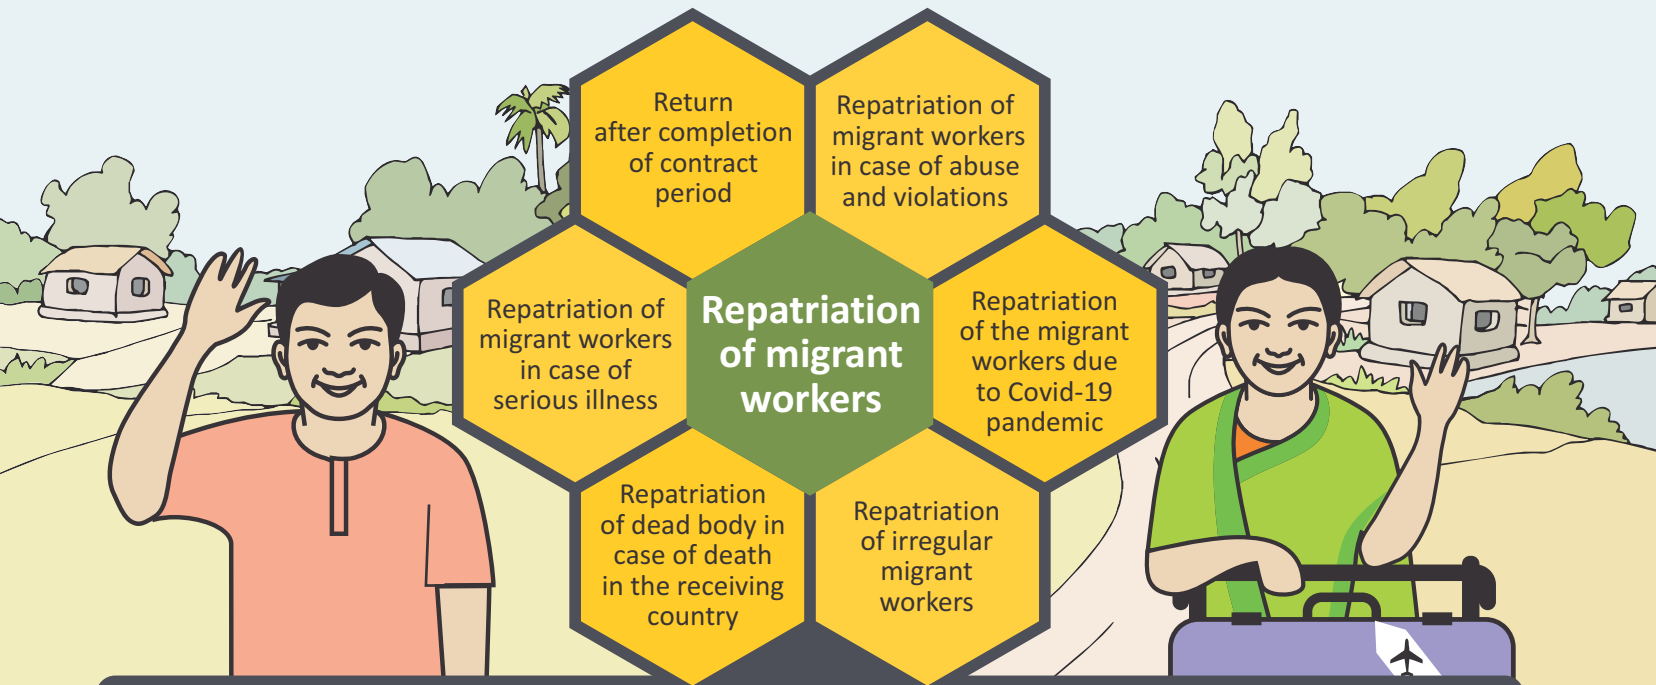 Return
after completion
of contract
period
Repatriation of
migrant workers
in case of abuse
and violations
Repatriation of
migrant workers
in case of
serious illness
Repatriation
of migrant
workers
Repatriation
of the migrant
workers due
to Covid-19
pandemic
Repatriation
of dead body in
case of death
in the receiving
country
Repatriation
of irregular
migrant
workers